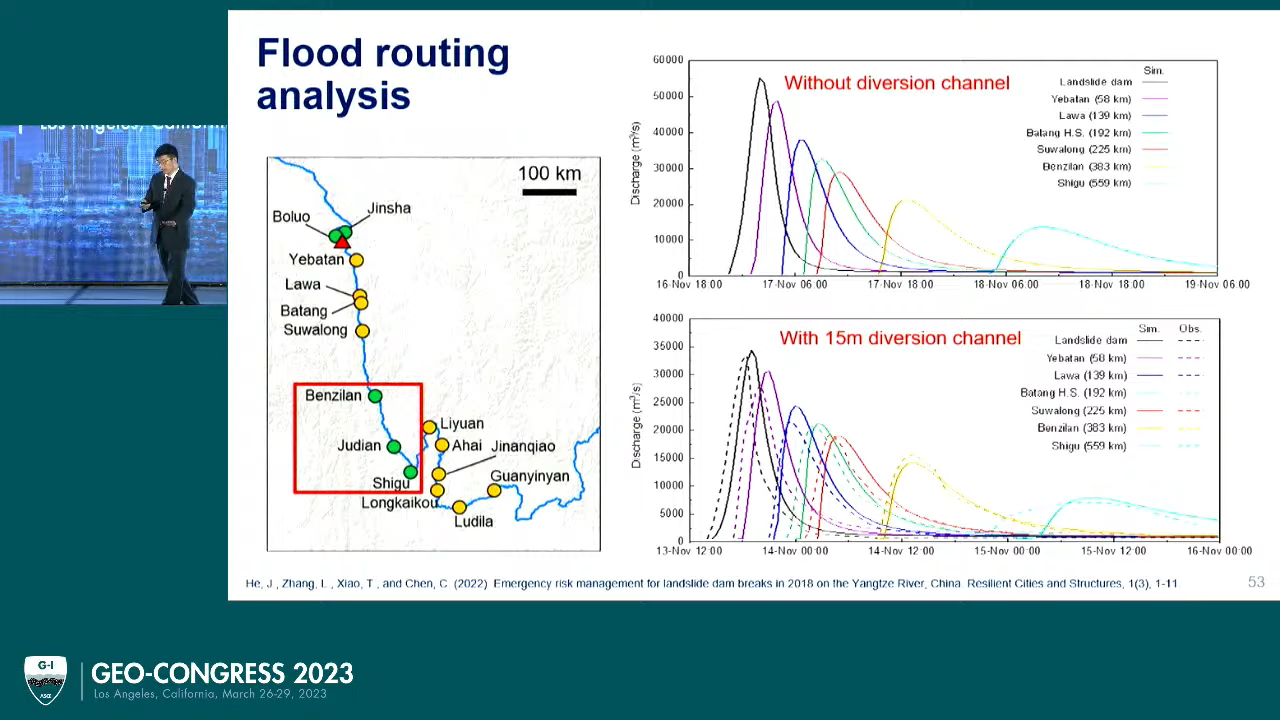 Flood routing
analysis
Los Angeles, California
100 km
Boluo
Jinsha
Yebatan
Lawa
Batang
Suwalong
Benzilan
Judian
Shigu
Liyuan
Ahai
Jinanqiao
Guanyinyan
Longkaikou
Ludila
Without diversion channel
Discharge (m³/s)
60000
50000
40000
30000
20000
10000
0
16-Nov 18:00
17-Nov 06:00
17-Nov 18:00
18-Nov 06:00
18-Nov 18:00
19-Nov 06:00
Sim.
Landslide dam
Yebatan (58 km)
Lawa (139 km)
Batang H.S. (192 km)
Suwalong (225 km)
Benzilan (383 km)
Shigu (559 km)
With 15m diversion channel
Discharge (m³/s)
40000
35000
30000
25000
20000
15000
10000
5000
0
13-Nov 12:00
14-Nov 00:00
14-Nov 12:00
15-Nov 00:00
15-Nov 12:00
16-Nov 00:00
Sim. Obs.
Landslide dam
Yebatan (58 km)
Lawa (139 km)
Batang H.S. (192 km)
Suwalong (225 km)
Benzilan (383 km)
Shigu (559 km)
He, J., Zhang, L., Xiao, T., and Chen, C. (2022) Emergency risk management for landslide dam breaks in 2018 on the Yangtze River, China. Resilient Cities and Structures, 1(3), 1-11
53
G-I
ASCE
GEO-CONGRESS 2023
Los Angeles, California, March 26-29, 2023